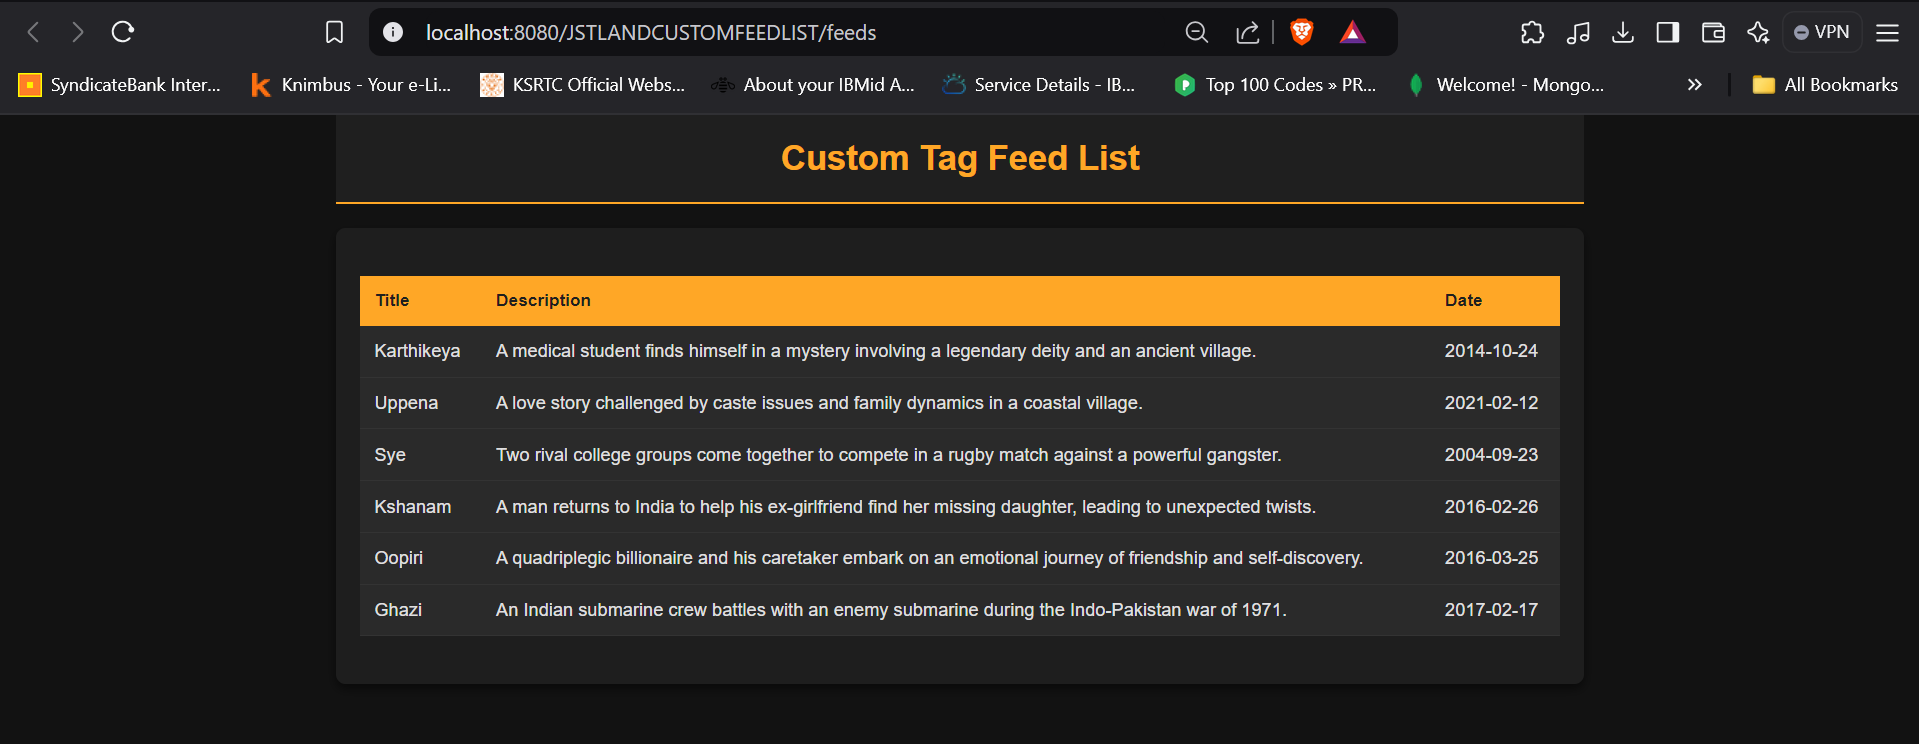 localhost:8080/JSTLANDCUSTOMFEEDLIST/feeds
VPN
SyndicateBank Inter... Knimbus - Your e-Li... KSRTC Official Webs... About your IBMid A... Service Details - IB... Top 100 Codes » PR... Welcome! - Mongo... All Bookmarks
Custom Tag Feed List
Title Description Date
Karthikeya A medical student finds himself in a mystery involving a legendary deity and an ancient village. 2014-10-24
Uppena A love story challenged by caste issues and family dynamics in a coastal village. 2021-02-12
Sye Two rival college groups come together to compete in a rugby match against a powerful gangster. 2004-09-23
Kshanam A man returns to India to help his ex-girlfriend find her missing daughter, leading to unexpected twists. 2016-02-26
Oopiri A quadriplegic billionaire and his caretaker embark on an emotional journey of friendship and self-discovery. 2016-03-25
Ghazi An Indian submarine crew battles with an enemy submarine during the Indo-Pakistan war of 1971. 2017-02-17